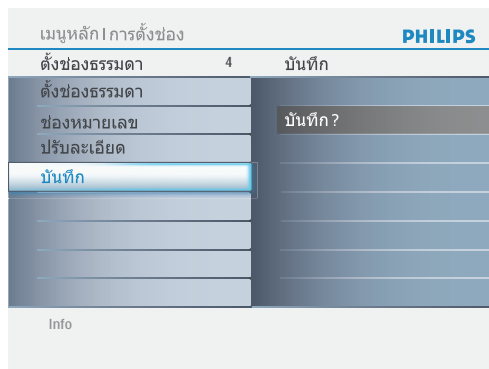 เมนูหลัก | การตั้งช่อง PHILIPS
ตั้งช่องธรรมดา 4 บันทึก
ตั้งช่องธรรมดา
ช่องหมายเลข บันทึก ?
ปรับละเอียด
บันทึก
Info